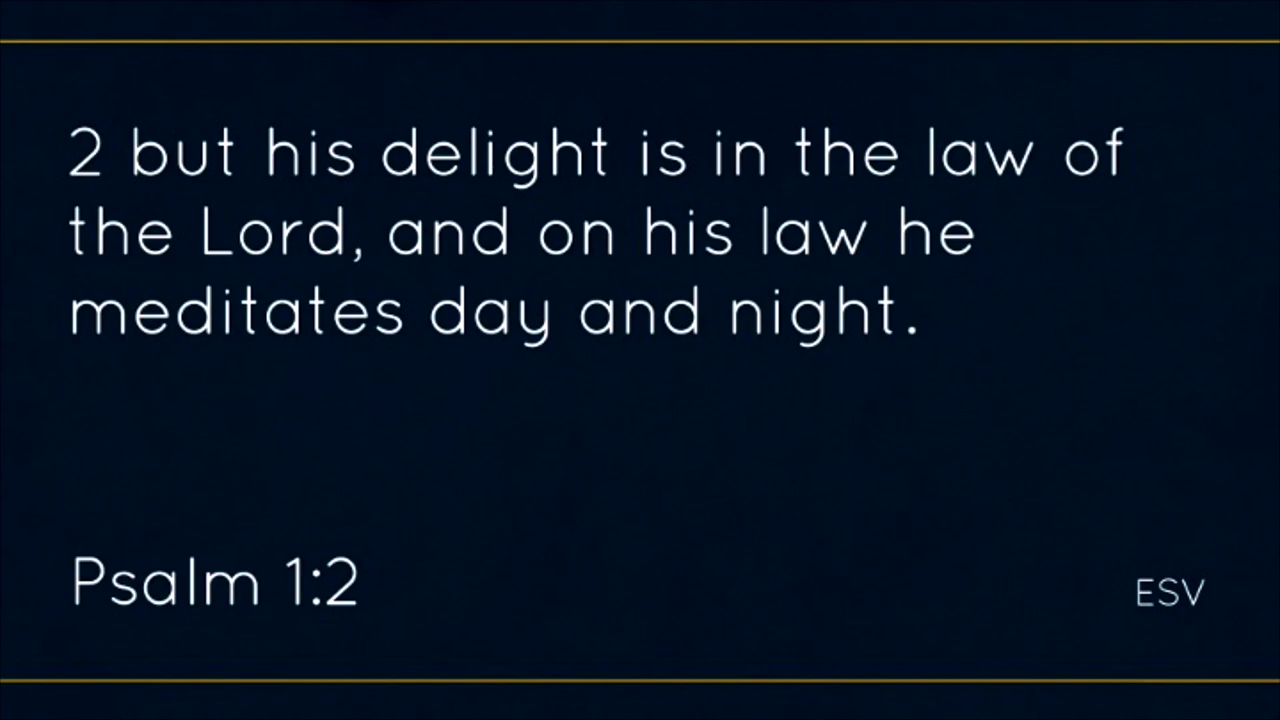 2 but his delight is in the law of
the Lord, and on his law he
meditates day and night.
Psalm 1:2
ESV